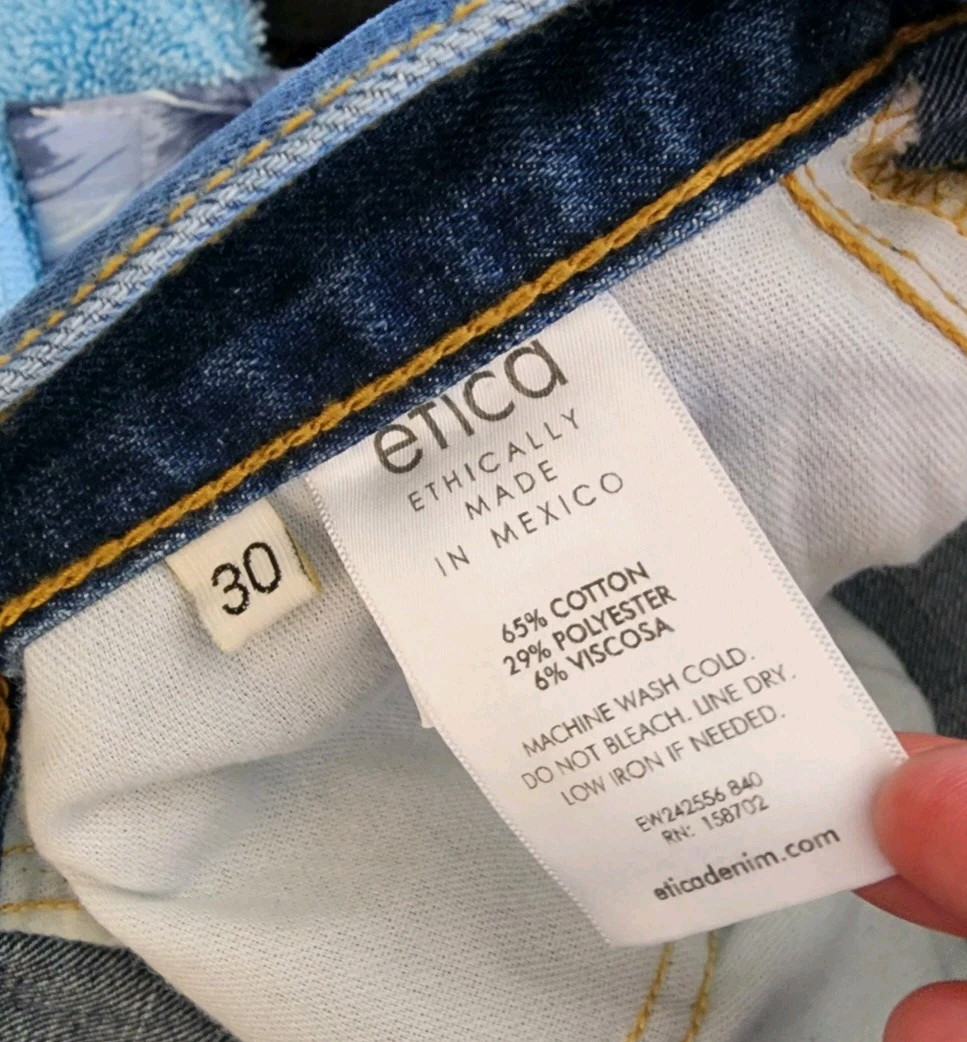 etica
ETHICALLY
MADE
IN MEXICO
30
65% COTTON
29% POLYESTER
6% VISCOSA
MACHINE WASH COLD.
DO NOT BLEACH. LINE DRY.
LOW IRON IF NEEDED.
EW242556 840
RN: 158702
eticadenim.com